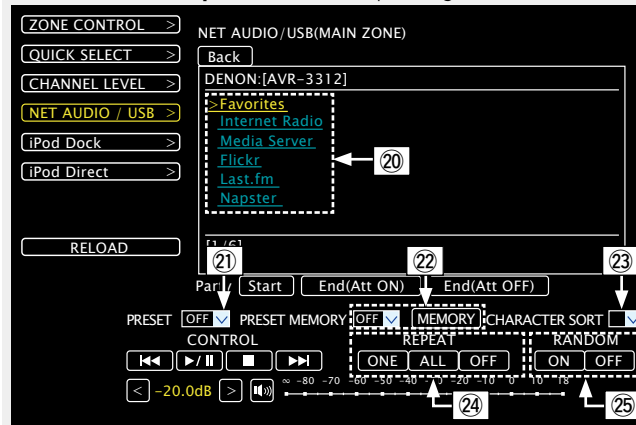 ZONE CONTROL >
QUICK SELECT >
CHANNEL LEVEL >
NET AUDIO / USB >
iPod Dock >
iPod Direct >
RELOAD
NET AUDIO/USB(MAIN ZONE)
Back
DENON:[AVR-3312]
>Favorites
Internet Radio
Media Server
Flickr
Last.fm
Napster
⑳
[1/6]
㉑ ㉒ ㉓
Party Start End(Att ON) End(Att OFF)
PRESET OFF PRESET MEMORY OFF MEMORY CHARACTER SORT
CONTROL REPEAT RANDOM
ONE ALL OFF ON OFF
< -20.0dB > ∞ -80 -70 -60 -50 -40 -30 -20 -10 0 10 18
㉔ ㉕